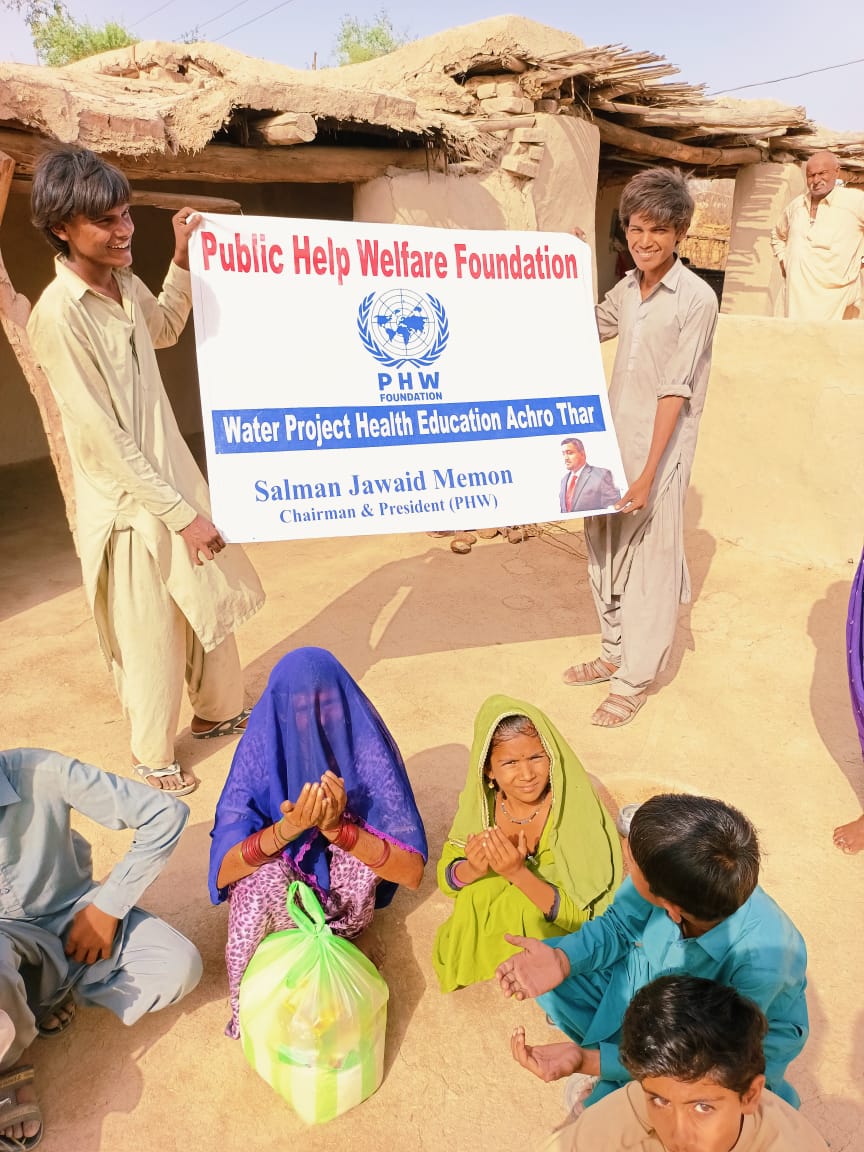 Public Help Welfare Foundation
PHW
FOUNDATION
Water Project Health Education Achro Thar
Salman Jawaid Memon
Chairman & President (PHW)